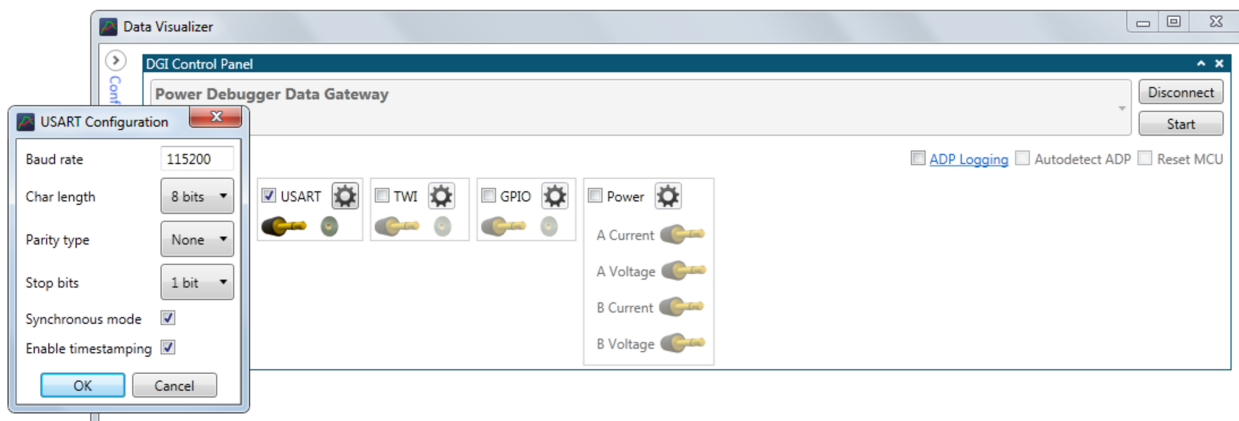 Data Visualizer
DGI Control Panel
Conf
Power Debugger Data Gateway
Disconnect
Start
ADP Logging Autodetect ADP Reset MCU
USART TWI GPIO Power
A Current
A Voltage
B Current
B Voltage
USART Configuration
Baud rate 115200
Char length 8 bits
Parity type None
Stop bits 1 bit
Synchronous mode
Enable timestamping
OK Cancel